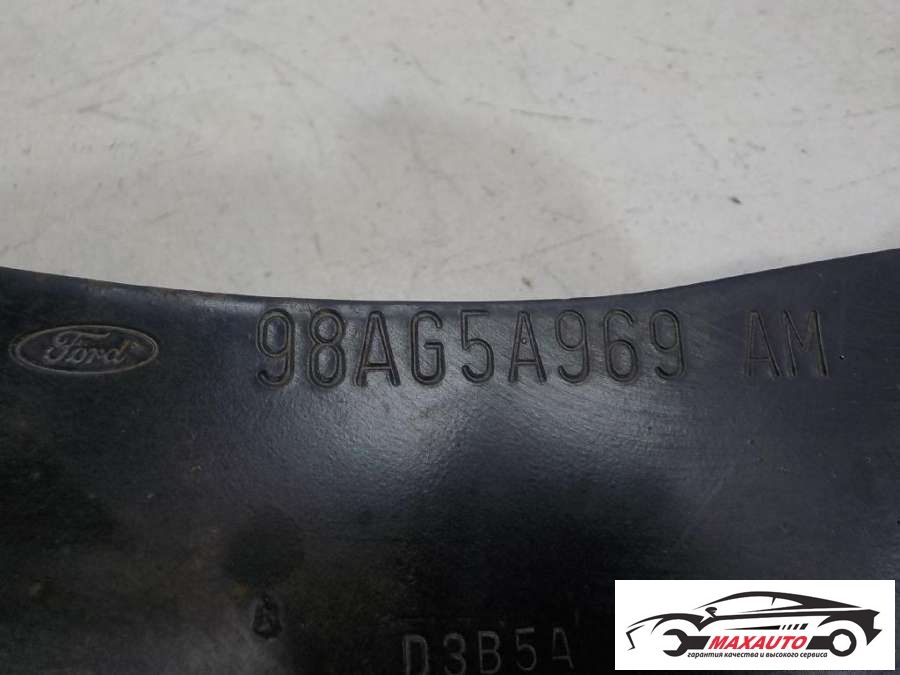 Ford
98AG5A969 AM
D3B5A
MAXAUTO
гарантия качества и высокого сервиса